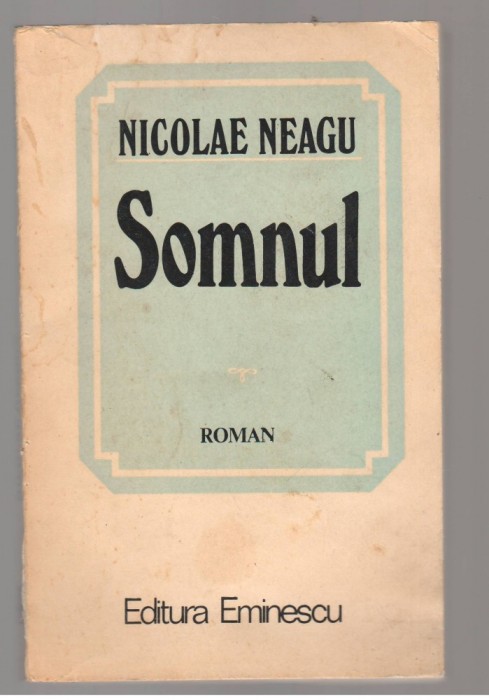 NICOLAE NEAGU
Somnul
ROMAN
Editura Eminescu